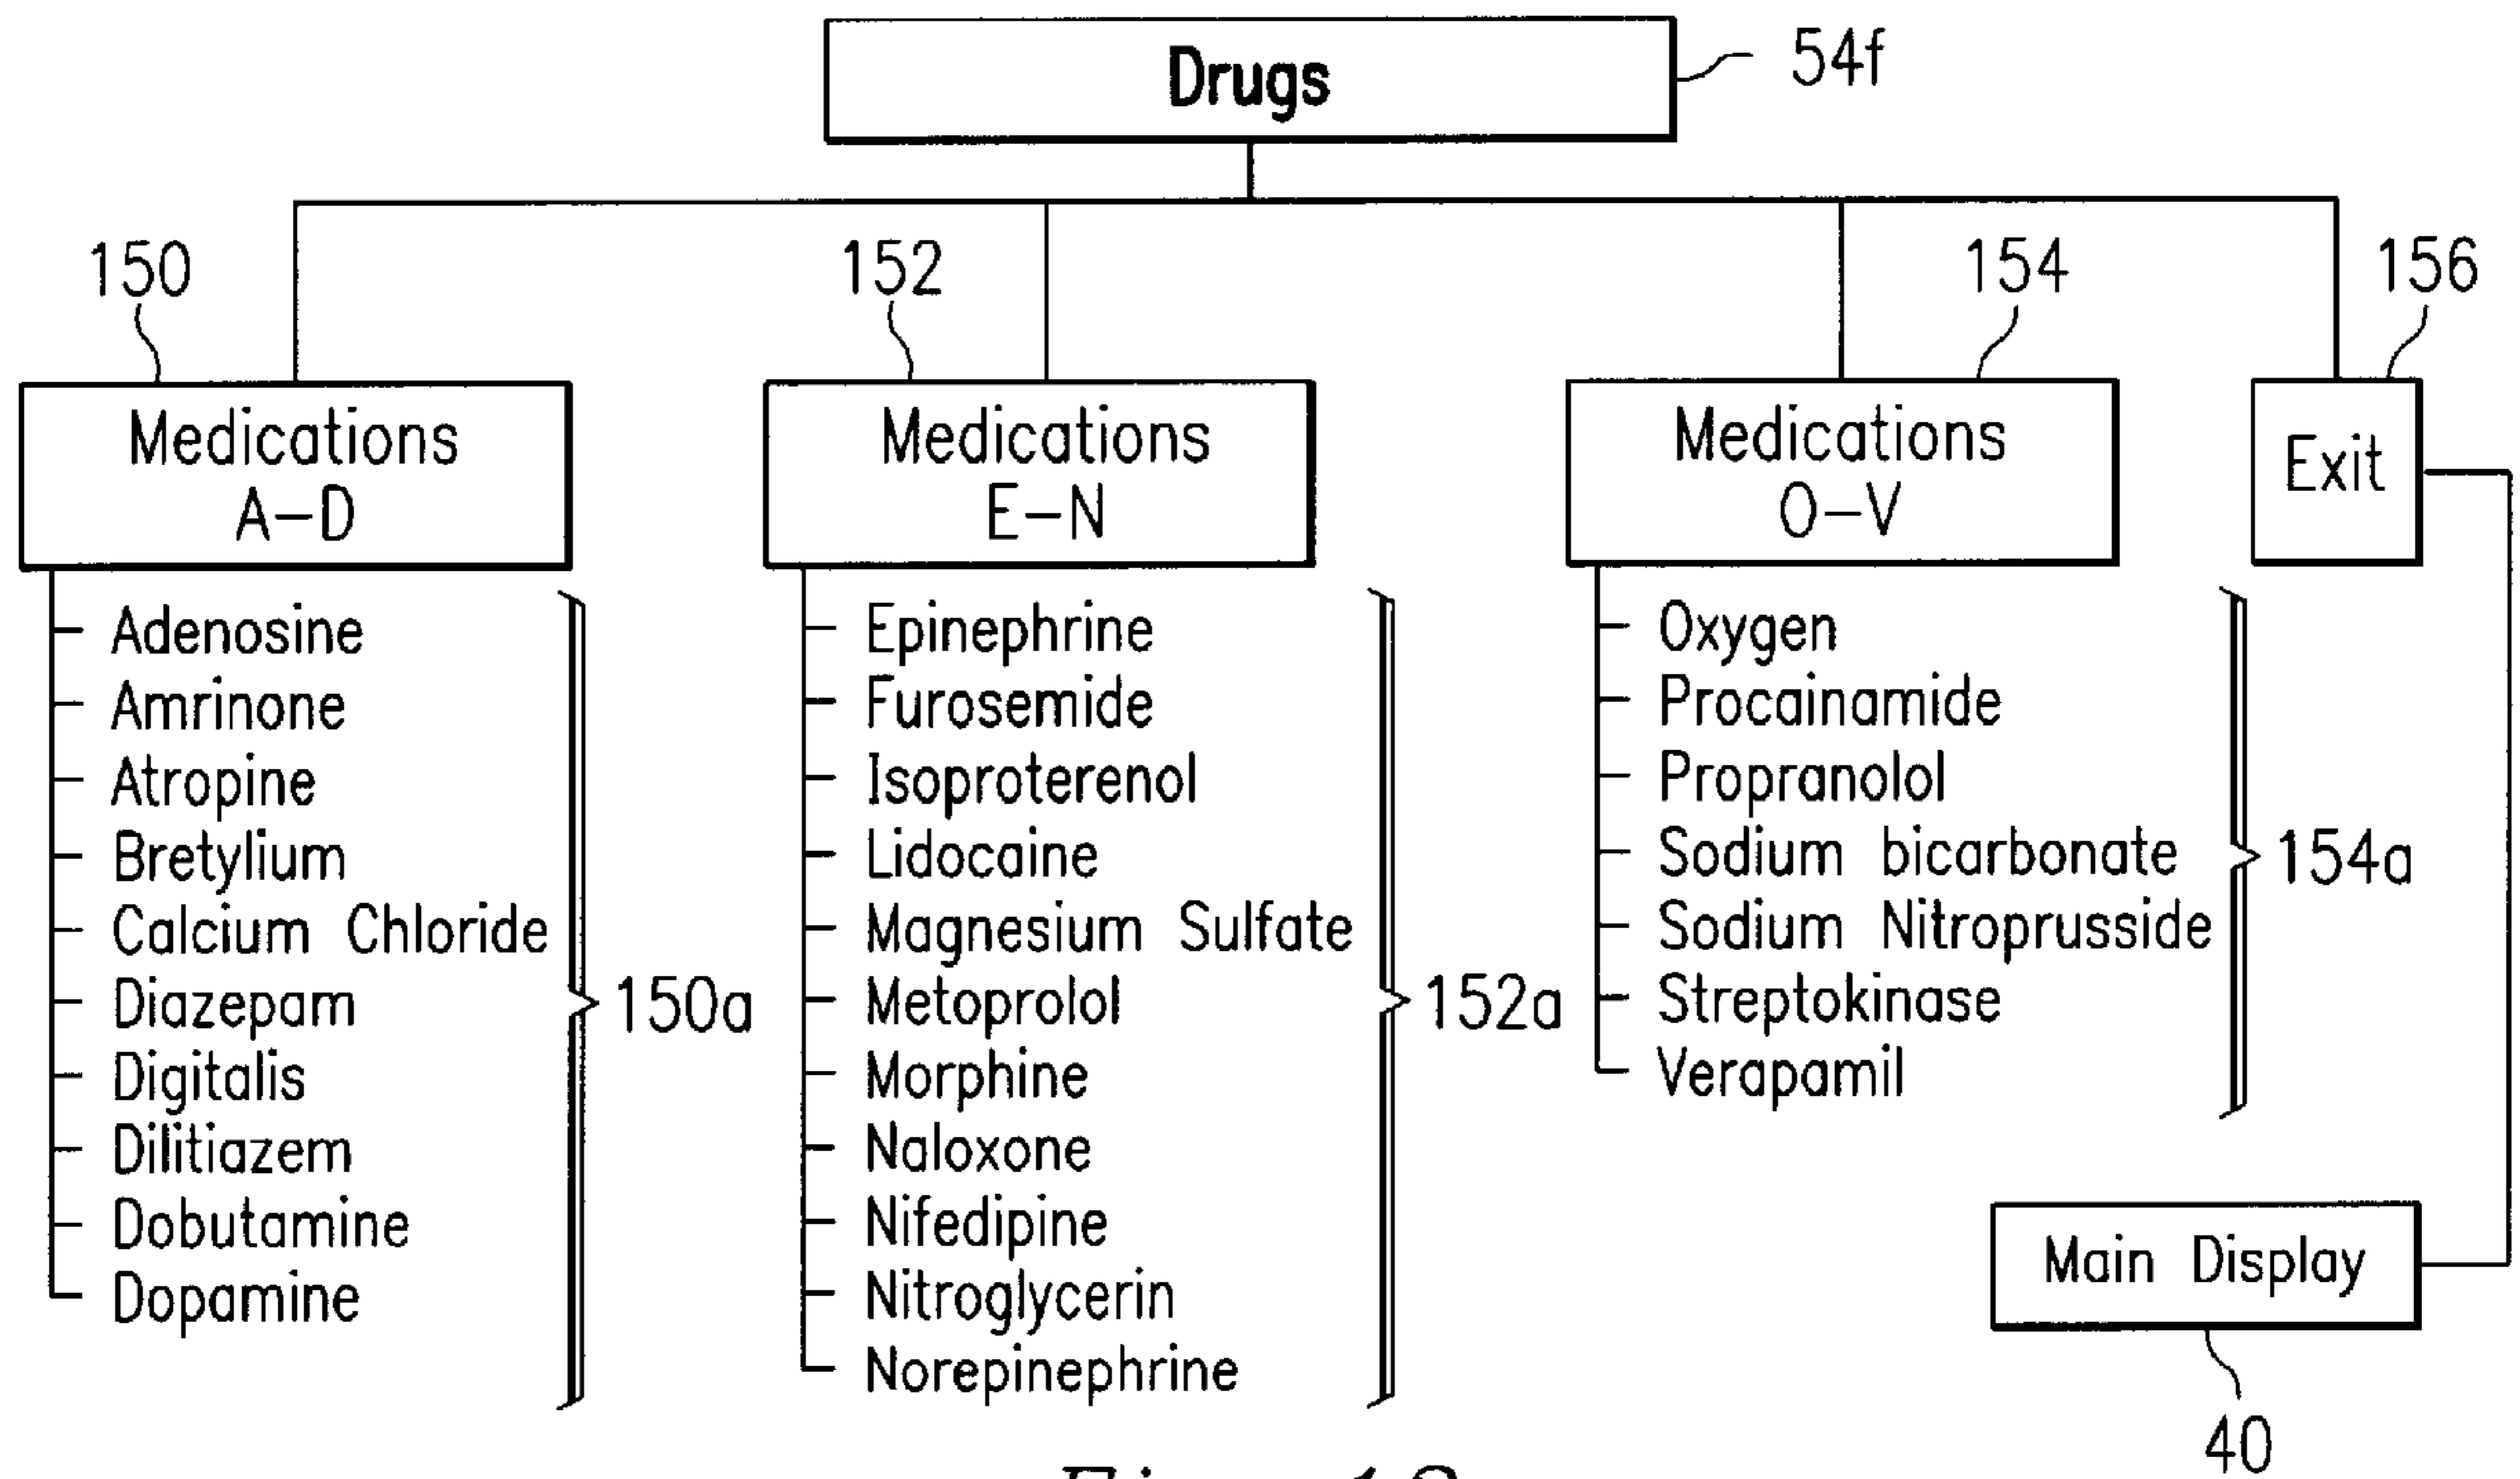 Drugs
54f
150
152
154
156
Medications
A-D
Medications
E-N
Medications
O-V
Exit
Adenosine
Amrinone
Atropine
Bretylium
Calcium Chloride
Diazepam
Digitalis
Dilitiazem
Dobutamine
Dopamine
150a
Epinephrine
Furosemide
Isoproterenol
Lidocaine
Magnesium Sulfate
Metoprolol
Morphine
Naloxone
Nifedipine
Nitroglycerin
Norepinephrine
152a
Oxygen
Procainamide
Propranolol
Sodium bicarbonate
Sodium Nitroprusside
Streptokinase
Verapamil
154a
Main Display
40